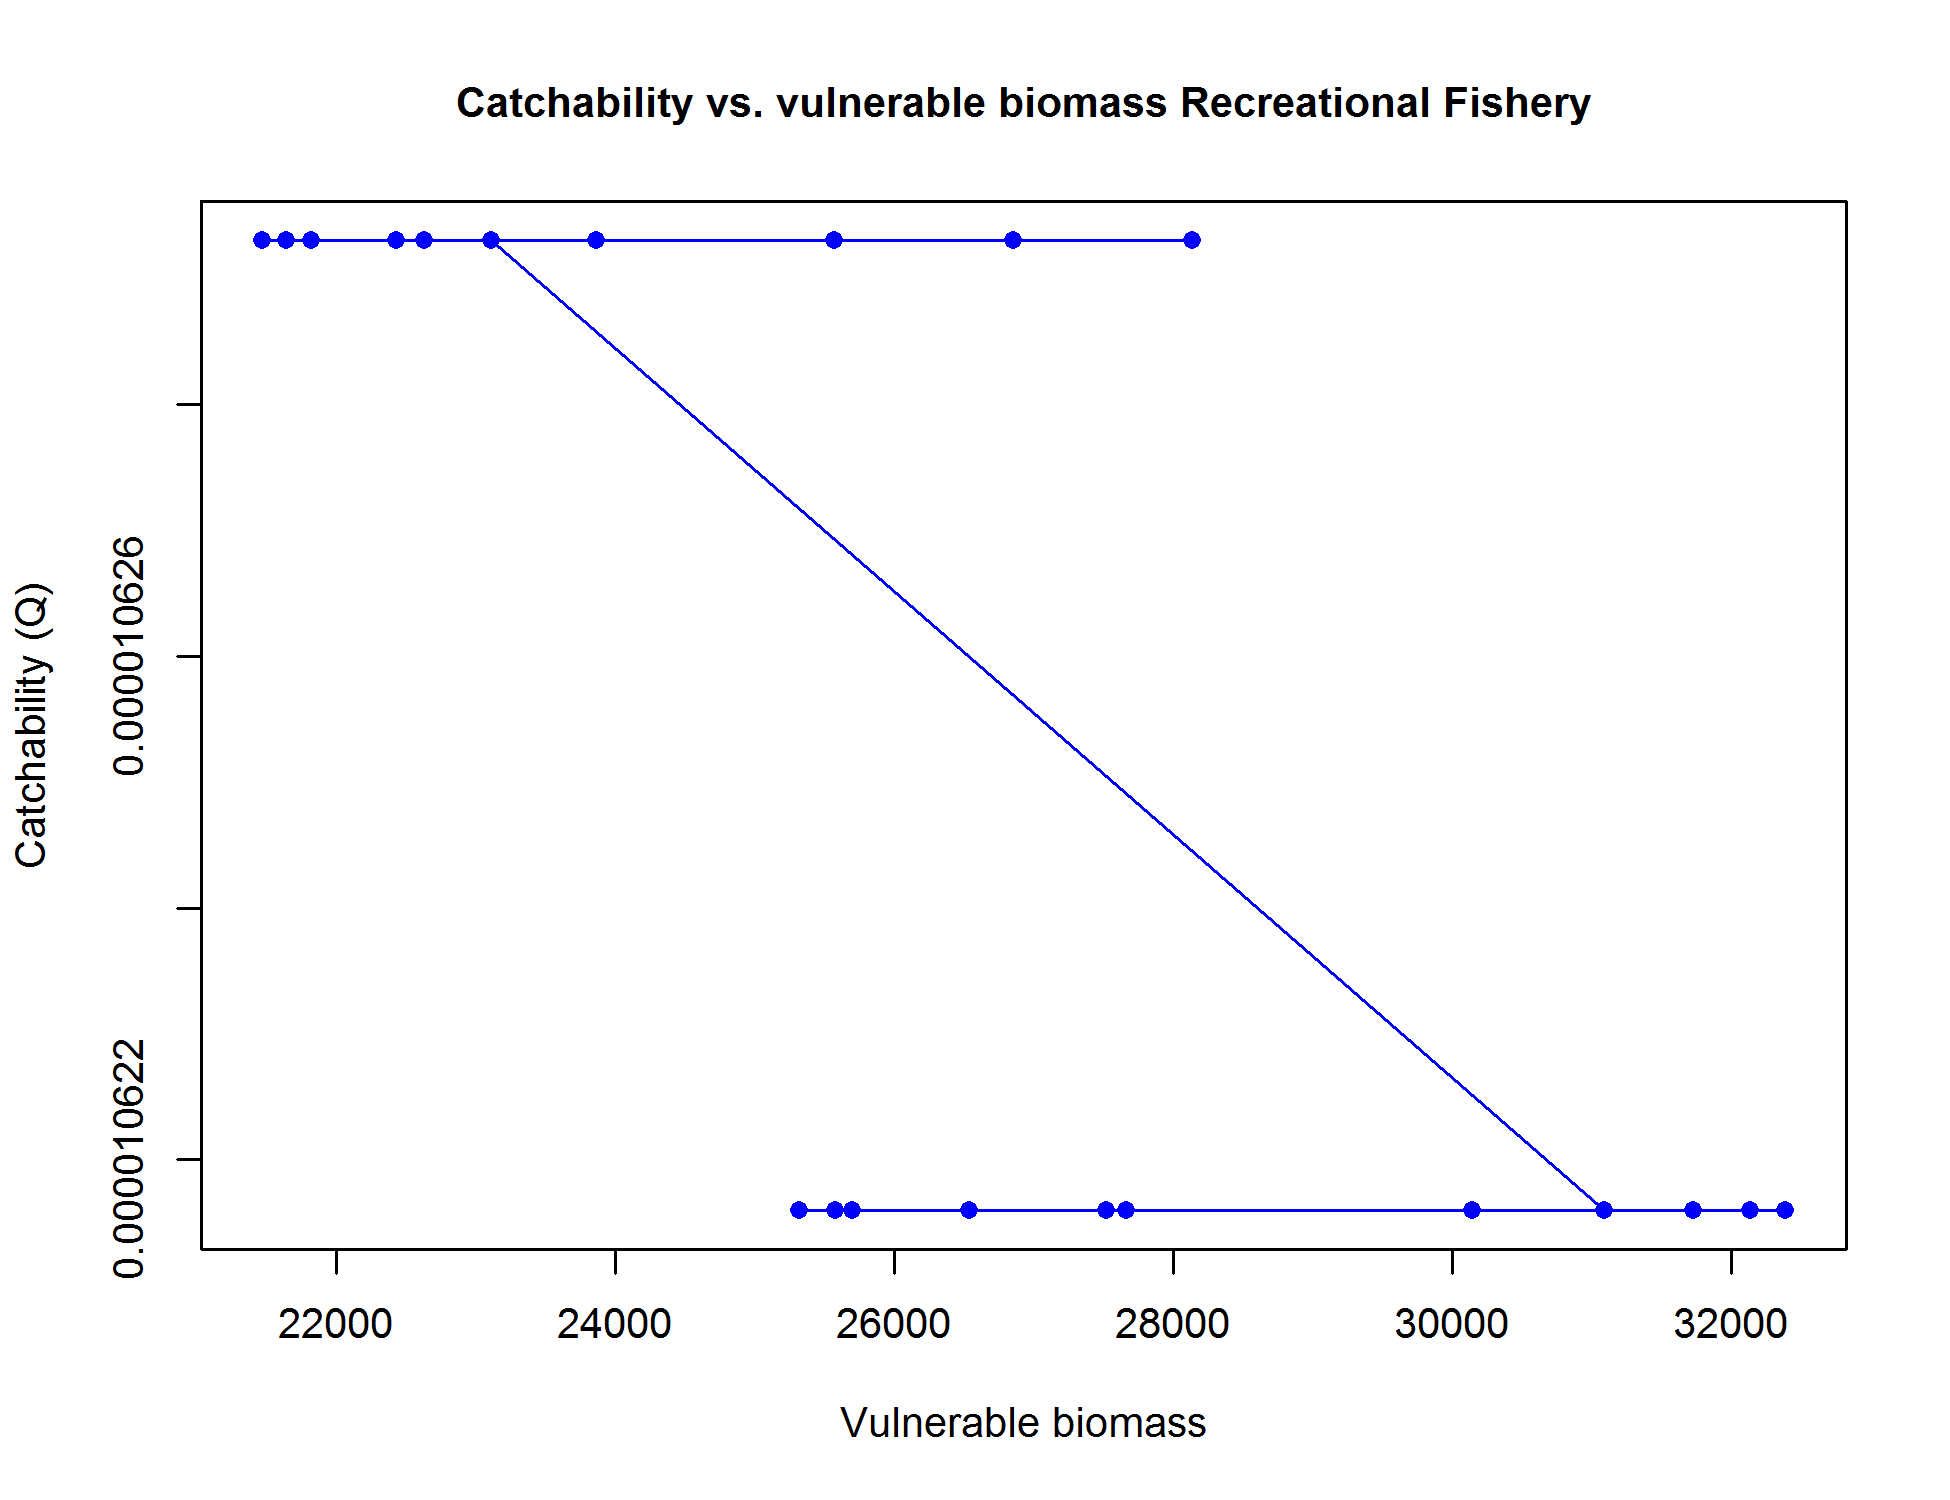 Catchability vs. vulnerable biomass Recreational Fishery
Catchability (Q)
0.000010626
0.000010622
22000
24000
26000
28000
30000
32000
Vulnerable biomass